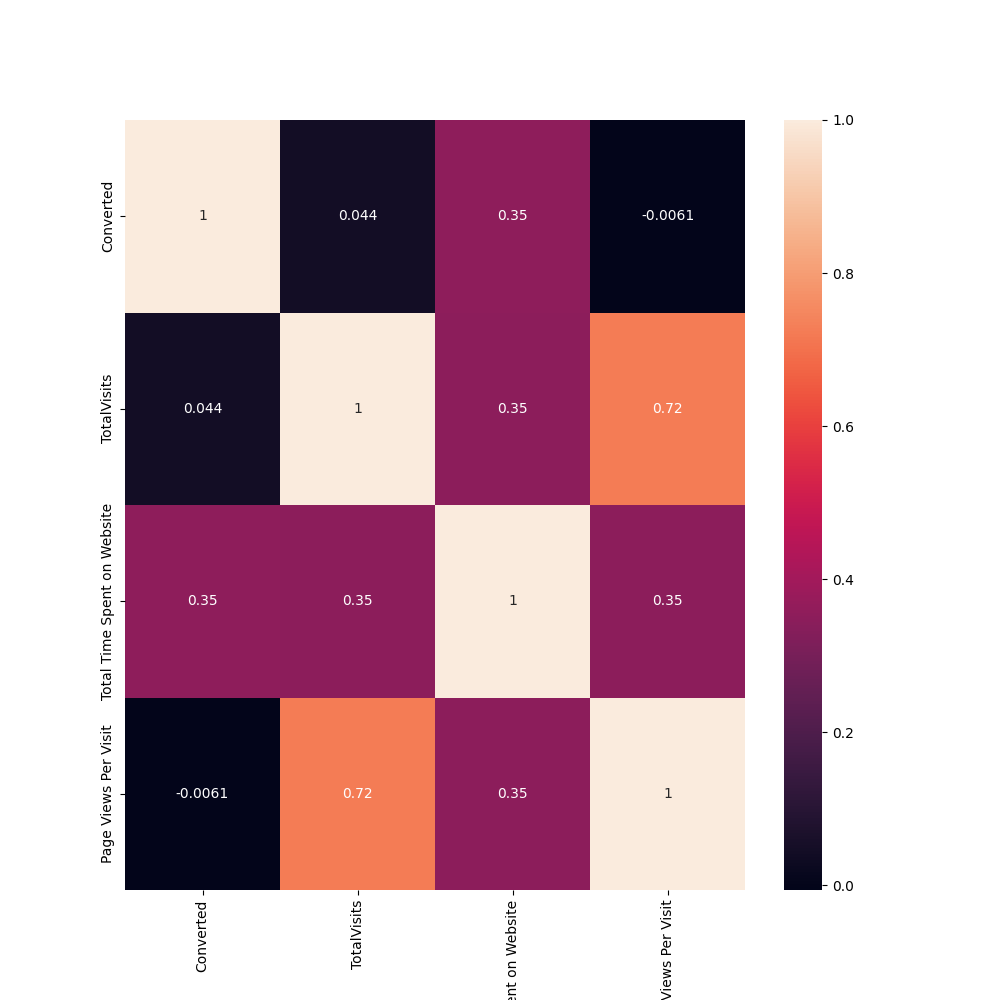 Converted
TotalVisits
Total Time Spent on Website
Page Views Per Visit
1 0.044 0.35 -0.0061
0.044 1 0.35 0.72
0.35 0.35 1 0.35
-0.0061 0.72 0.35 1
Converted
TotalVisits
ent on Website
Views Per Visit
1.0
0.8
0.6
0.4
0.2
0.0